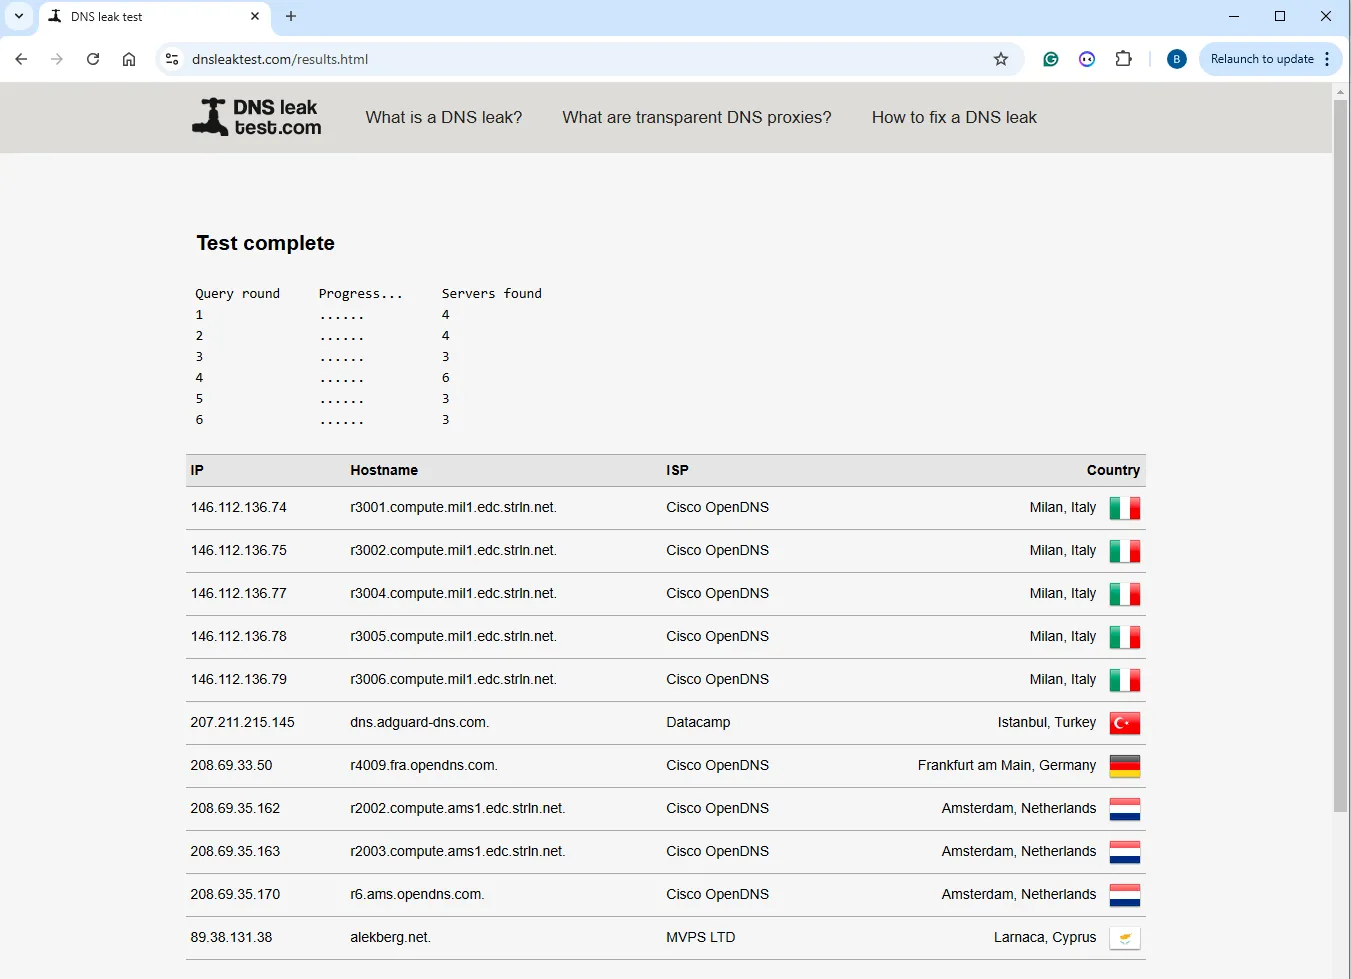 DNS leak test
dnsleaktest.com/results.html
B
Relaunch to update
DNS leak
test.com
What is a DNS leak? What are transparent DNS proxies? How to fix a DNS leak
Test complete
Query round Progress... Servers found
1 ...... 4
2 ...... 4
3 ...... 3
4 ...... 6
5 ...... 3
6 ...... 3
IP Hostname ISP Country
146.112.136.74 r3001.compute.mil1.edc.strln.net. Cisco OpenDNS Milan, Italy
146.112.136.75 r3002.compute.mil1.edc.strln.net. Cisco OpenDNS Milan, Italy
146.112.136.77 r3004.compute.mil1.edc.strln.net. Cisco OpenDNS Milan, Italy
146.112.136.78 r3005.compute.mil1.edc.strln.net. Cisco OpenDNS Milan, Italy
146.112.136.79 r3006.compute.mil1.edc.strln.net. Cisco OpenDNS Milan, Italy
207.211.215.145 dns.adguard-dns.com. Datacamp Istanbul, Turkey
208.69.33.50 r4009.fra.opendns.com. Cisco OpenDNS Frankfurt am Main, Germany
208.69.35.162 r2002.compute.ams1.edc.strln.net. Cisco OpenDNS Amsterdam, Netherlands
208.69.35.163 r2003.compute.ams1.edc.strln.net. Cisco OpenDNS Amsterdam, Netherlands
208.69.35.170 r6.ams.opendns.com. Cisco OpenDNS Amsterdam, Netherlands
89.38.131.38 alekberg.net. MVPS LTD Larnaca, Cyprus